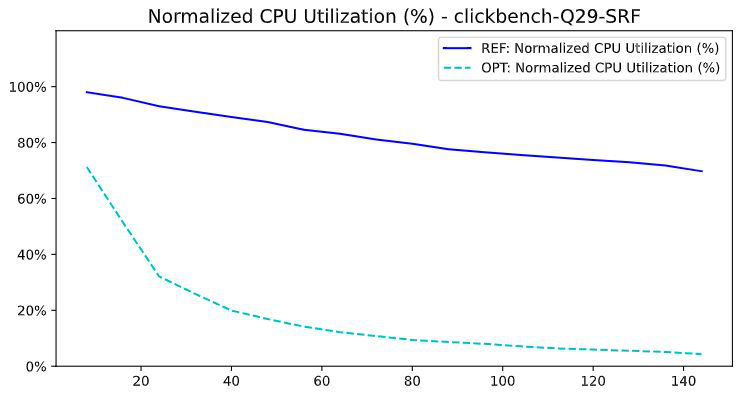 Normalized CPU Utilization (%) - clickbench-Q29-SRF
REF: Normalized CPU Utilization (%)
OPT: Normalized CPU Utilization (%)
100%
80%
60%
40%
20%
0%
20 40 60 80 100 120 140